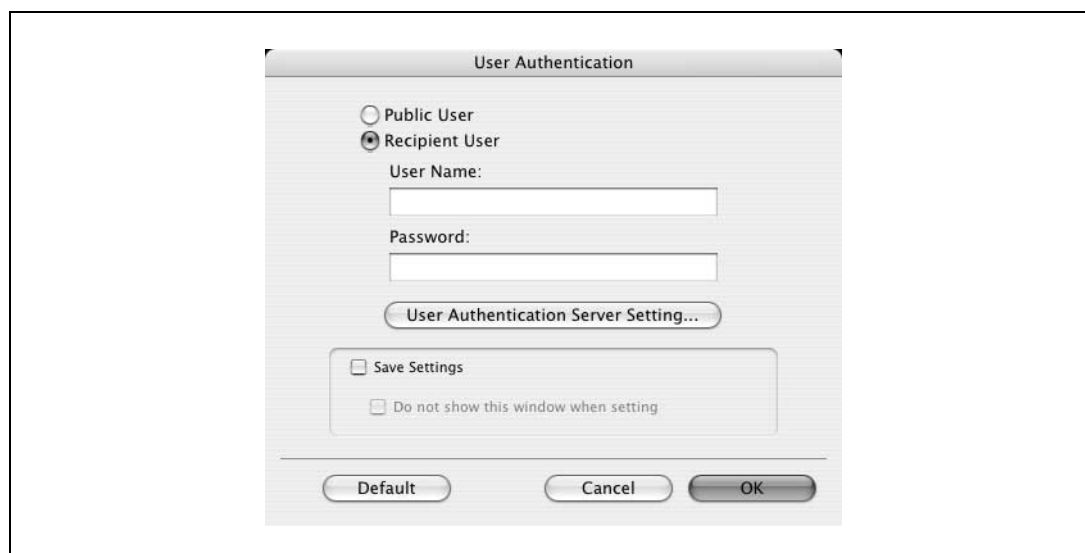 User Authentication
Public User
Recipient User
User Name:
Password:
User Authentication Server Setting...
Save Settings
Do not show this window when setting
Default Cancel OK